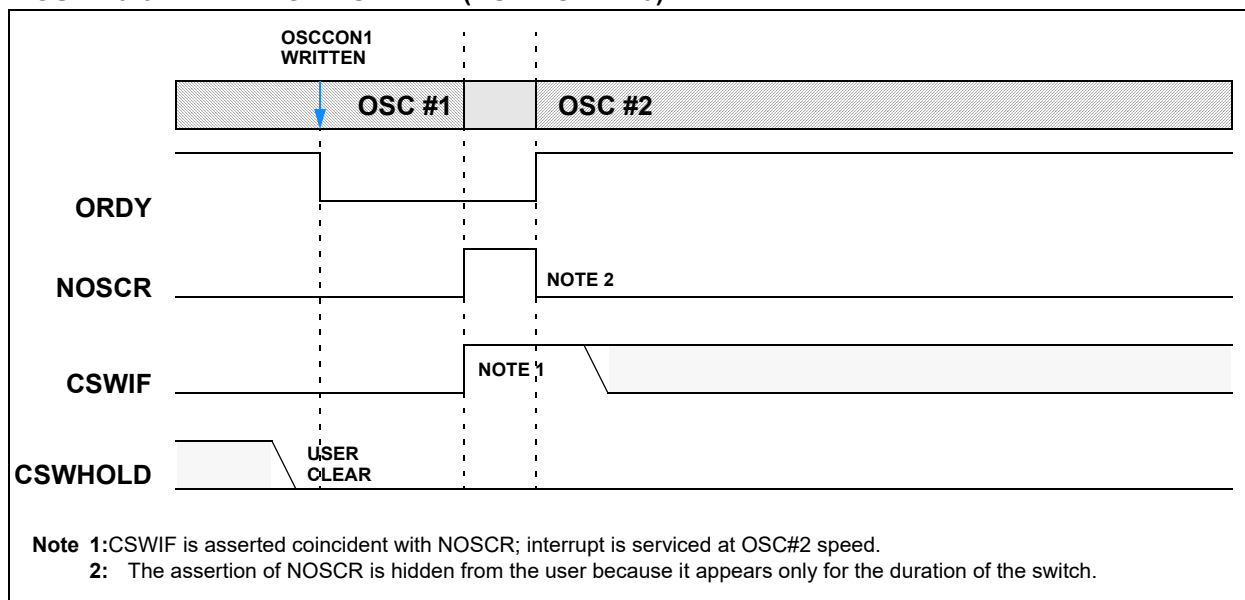 OSCCON1
WRITTEN
OSC #1
OSC #2
ORDY
NOSCR
NOTE 2
CSWIF
NOTE 1
CSWHOLD
USER
CLEAR
Note 1:CSWIF is asserted coincident with NOSCR; interrupt is serviced at OSC#2 speed.
2: The assertion of NOSCR is hidden from the user because it appears only for the duration of the switch.